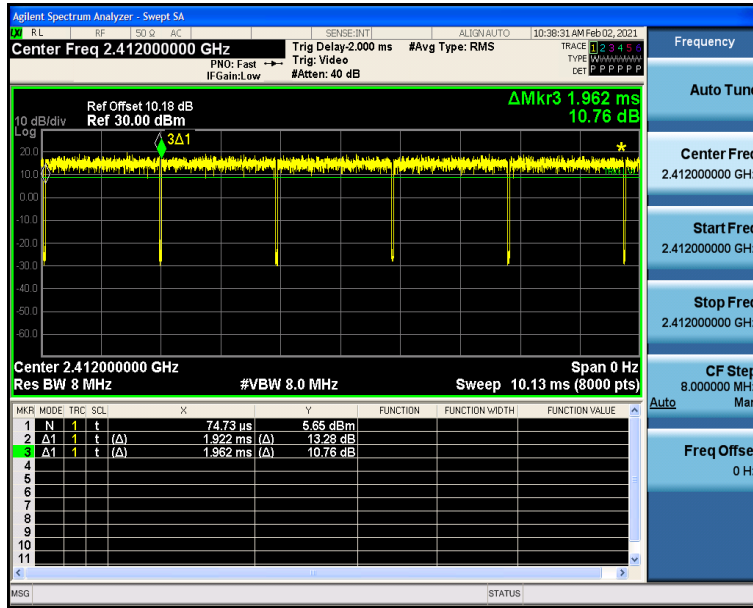 Agilent Spectrum Analyzer - Swept SA
LXI RL RF 50 Ω AC SENSE:INT ALIGN AUTO 10:38:31 AM Feb 02, 2021
Center Freq 2.412000000 GHz
Trig Delay-2.000 ms #Avg Type: RMS
TRACE 1 2 3 4 5 6
PNO: Fast Trig: Video
TYPE WWWWWW
IFGain:Low #Atten: 40 dB
DET P P P P P P
ΔMkr3 1.962 ms
10.76 dB
Ref Offset 10.18 dB
10 dB/div Ref 30.00 dBm
Log
3Δ1
20.0
10.0
0.00
-10.0
-20.0
-30.0
-40.0
-50.0
-60.0
Center 2.412000000 GHz Span 0 Hz
Res BW 8 MHz #VBW 8.0 MHz Sweep 10.13 ms (8000 pts)
MKR MODE TRC SCL X Y FUNCTION FUNCTION WIDTH FUNCTION VALUE
1 N 1 t 74.73 µs 5.65 dBm
2 Δ1 1 t (Δ) 1.922 ms (Δ) 13.28 dB
3 Δ1 1 t (Δ) 1.962 ms (Δ) 10.76 dB
4
5
6
7
8
9
10
11
MSG STATUS
Frequency
Auto Tune
Center Freq
2.412000000 GH
Start Freq
2.412000000 GH
Stop Freq
2.412000000 GH
CF Step
8.000000 MH
Auto Man
Freq Offse
0 H